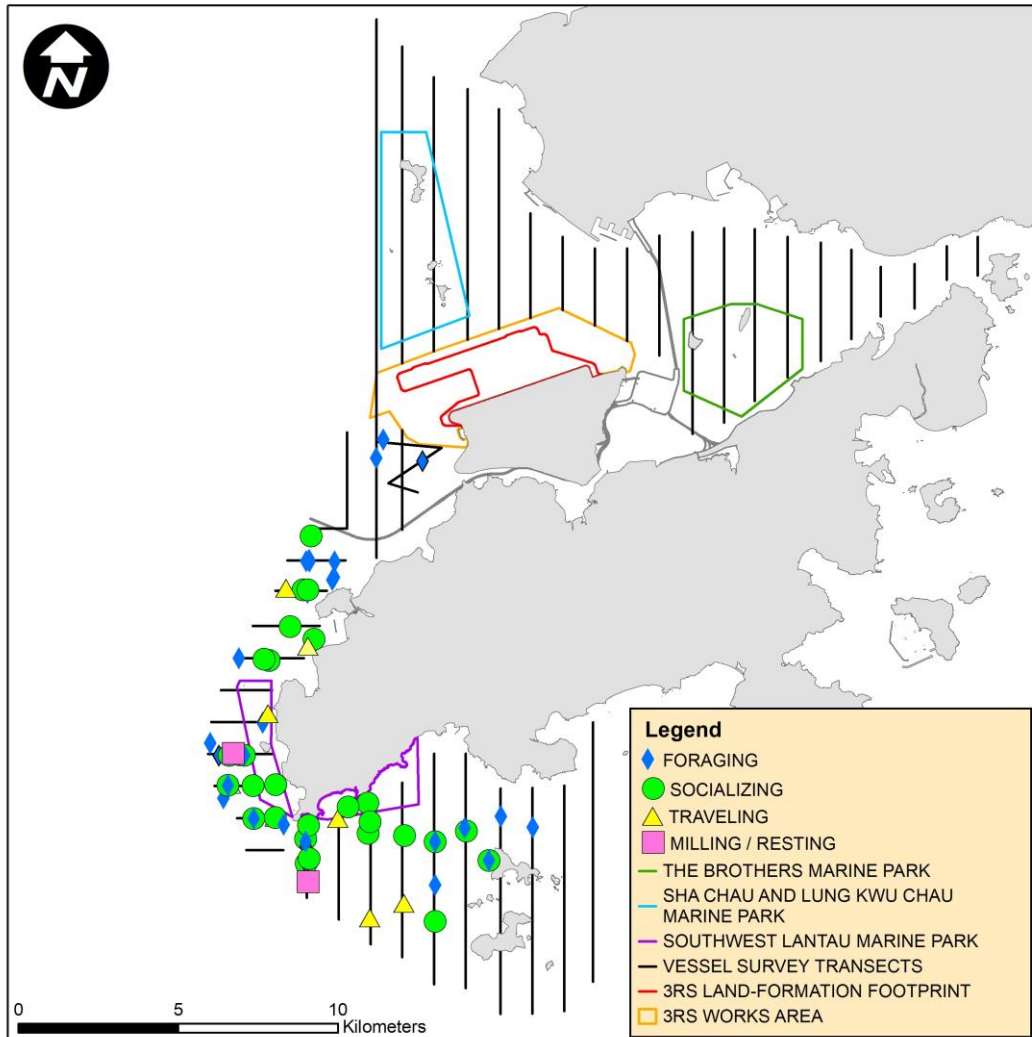 N
Legend
FORAGING
SOCIALIZING
TRAVELING
MILLING / RESTING
THE BROTHERS MARINE PARK
SHA CHAU AND LUNG KWU CHAU
MARINE PARK
SOUTHWEST LANTAU MARINE PARK
VESSEL SURVEY TRANSECTS
3RS LAND-FORMATION FOOTPRINT
3RS WORKS AREA
0 5 10
Kilometers